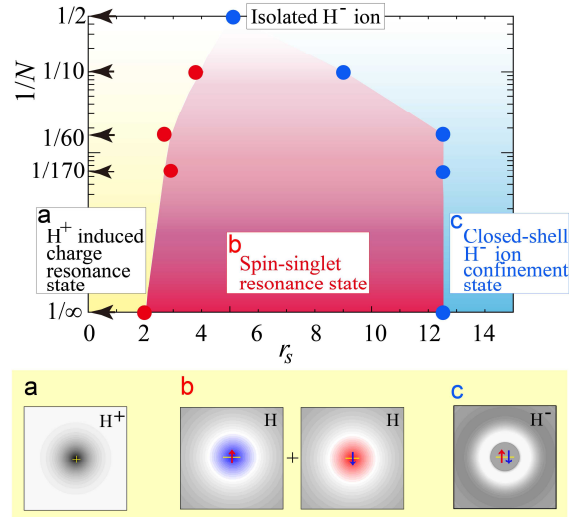 1/2
Isolated H⁻ ion
1/10
1/N
1/60
1/170
a
H⁺ induced
charge
resonance
state
b
Spin-singlet
resonance state
c
Closed-shell
H⁻ ion
confinement
state
1/∞
0 2 4 6 8 10 12 14
rₛ
a
H⁺
b
H
+
H
c
H⁻